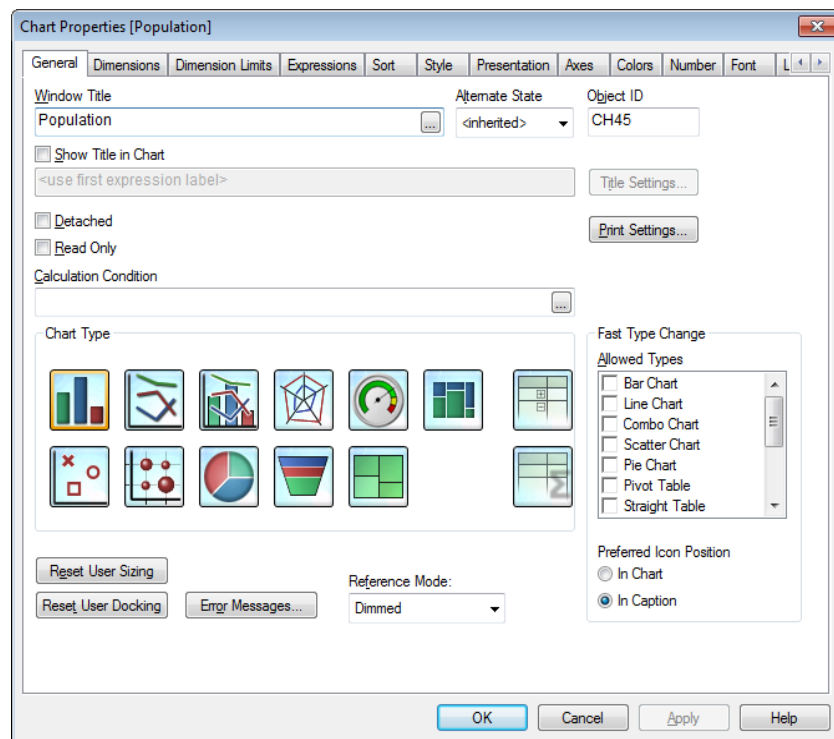 Chart Properties [Population]
General Dimensions Dimension Limits Expressions Sort Style Presentation Axes Colors Number Font L
Window Title Alternate State Object ID
Population ... <inherited> CH45
Show Title in Chart
<use first expression label> Title Settings...
Detached
Print Settings...
Read Only
Calculation Condition
...
Chart Type
Fast Type Change
Allowed Types
Bar Chart
Line Chart
Combo Chart
Scatter Chart
Pie Chart
Pivot Table
Straight Table
Σ
Preferred Icon Position
In Chart
In Caption
Reset User Sizing
Reference Mode:
Reset User Docking Error Messages... Dimmed
OK Cancel Apply Help